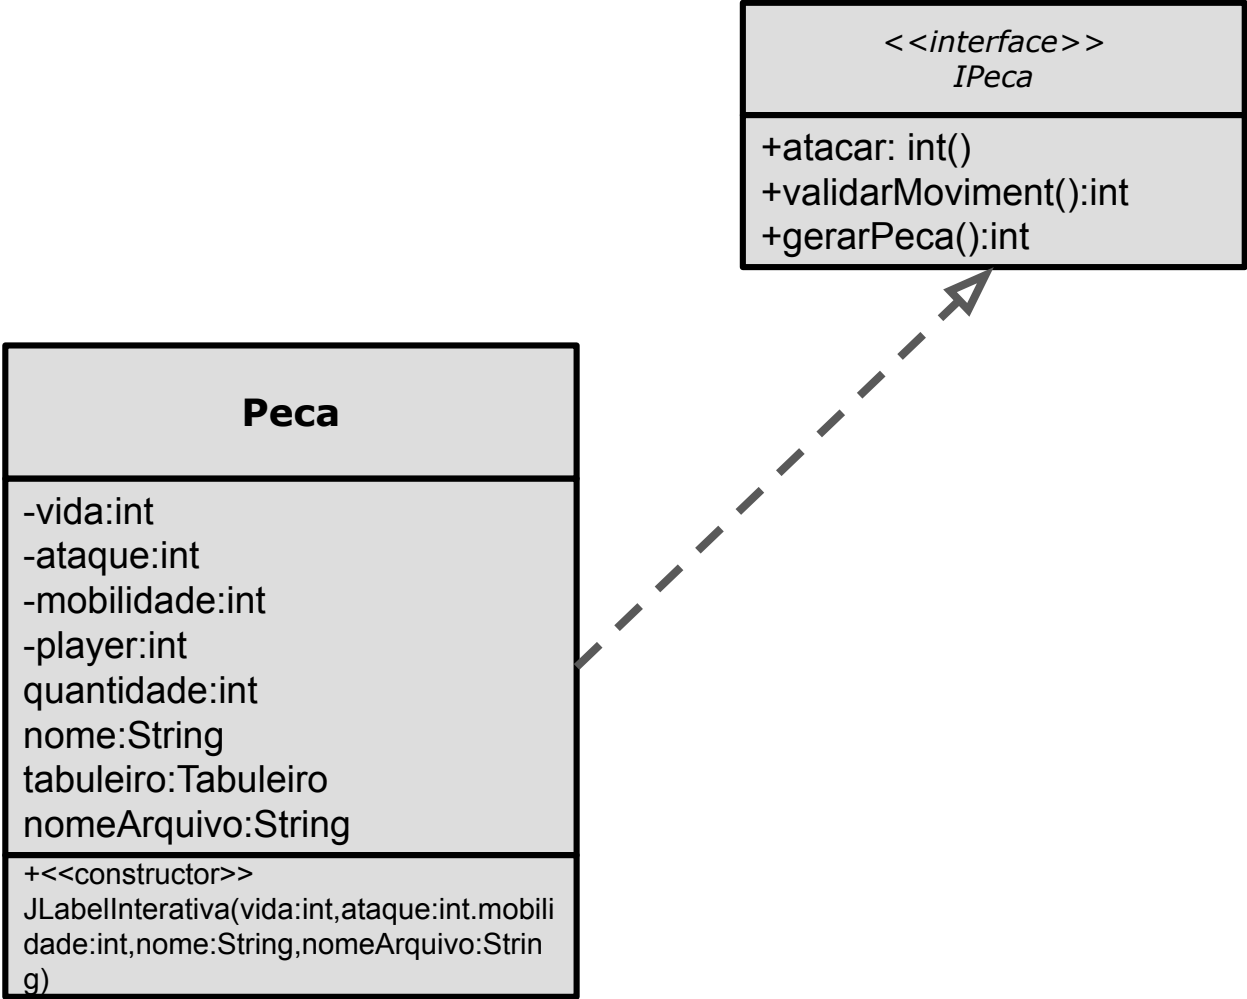 <<interface>>
IPeca
+atacar: int()
+validarMoviment():int
+gerarPeca():int
Peca
-vida:int
-ataque:int
-mobilidade:int
-player:int
quantidade:int
nome:String
tabuleiro:Tabuleiro
nomeArquivo:String
+<<constructor>>
JLabelInterativa(vida:int,ataque:int.mobili
dade:int,nome:String,nomeArquivo:Strin
g)